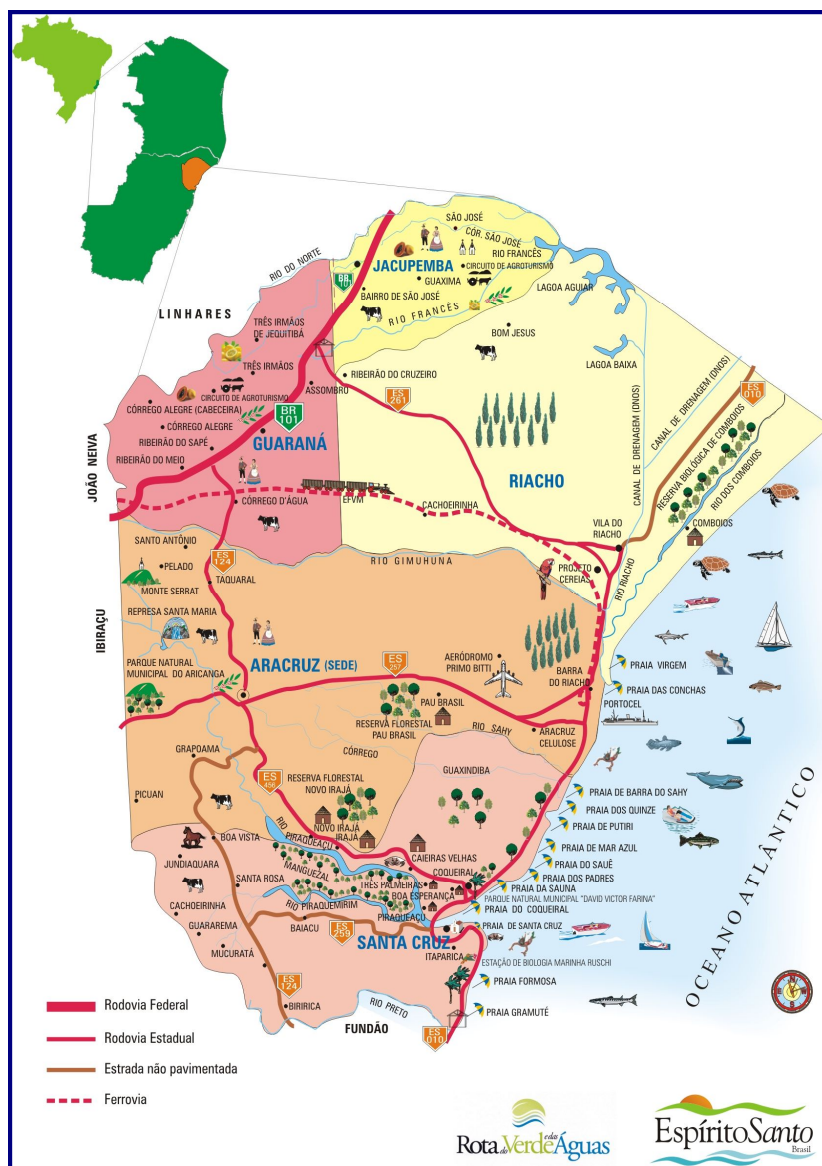 SÃO JOSÉ
CÓR. SÃO JOSÉ
RIO FRANCÊS
JACUPEMBA
CIRCUITO DE AGROTURISMO
RIO DO NORTE
BR
101
GUAXIMA
LAGOA AGUIAR
BAIRRO DE SÃO JOSÉ
RIO FRANCÊS
LINHARES
TRÊS IRMÃOS
DE JEQUITIBÁ
BOM JESUS
LAGOA BAIXA
TRÊS IRMÃOS
RIBEIRÃO DO CRUZEIRO
ASSOMBRO
ES
261
ES
010
CIRCUITO DE AGROTURISMO
CÓRREGO ALEGRE (CABECEIRA)
BR
101
CÓRREGO ALEGRE
GUARANÁ
RIBEIRÃO DO SAPÉ
RIBEIRÃO DO MEIO
JOÃO NEIVA
CANAL DE DRENAGEM (DNOS)
CANAL DE DRENAGEM (DNOS)
RESERVA BIOLÓGICA DE COMBOIOS
RIO DOS COMBOIOS
RIACHO
CÓRREGO D'ÁGUA
EFVM
CACHOEIRINHA
VILA DO
RIACHO
COMBOIOS
SANTO ANTÔNIO
ES
124
PELADO
TAQUARAL
MONTE SERRAT
RIO GIMUHUNA
PROJETO
CEREIAS
RIO RIACHO
REPRESA SANTA MARIA
IBIRAÇU
PARQUE NATURAL
MUNICIPAL DO ARICANGA
ARACRUZ (SEDE)
ES
257
AERÓDROMO
PRIMO BITTI
BARRA
DO RIACHO
PRAIA VIRGEM
PRAIA DAS CONCHAS
PORTOCEL
PAU BRASIL
RESERVA FLORESTAL
PAU BRASIL
RIO SAHY
ARACRUZ
CELULOSE
CÓRREGO
GRAPOAMA
GUAXINDIBA
ES
456
RESERVA FLORESTAL
NOVO IRAJÁ
PICUAN
PRAIA DE BARRA DO SAHY
PRAIA DOS QUINZE
PRAIA DE PUTIRI
RIO PIRAQUEAÇU
NOVO IRAJÁ
IRAJÁ
BOA VISTA
JUNDIAQUARA
PRAIA DE MAR AZUL
CAIEIRAS VELHAS
PRAIA DO SAUÊ
MANGUEZAL
COQUEIRAL
PRAIA DOS PADRES
SANTA ROSA
TRÊS PALMEIRAS
PRAIA DA SAUNA
BOA ESPERANÇA
PARQUE NATURAL MUNICIPAL "DAVID VICTOR FARINA"
CACHOEIRINHA
RIO PIRAQUEMIRIM
PIRAQUEAÇU
PRAIA DO COQUEIRAL
GUARAREMA
BAIACU
ES
259
PRAIA DE SANTA CRUZ
SANTA CRUZ
MUCURATÁ
ITAPARICA
ESTAÇÃO DE BIOLOGIA MARINHA RUSCHI
ES
124
PRAIA FORMOSA
BIRIRICA
RIO PRETO
PRAIA GRAMUTÉ
FUNDÃO
ES
010
OCEANO ATLÂNTICO
N
S
Rodovia Federal
Rodovia Estadual
Estrada não pavimentada
Ferrovia
Rota do Verde e das Águas
Espírito Santo
Brasil